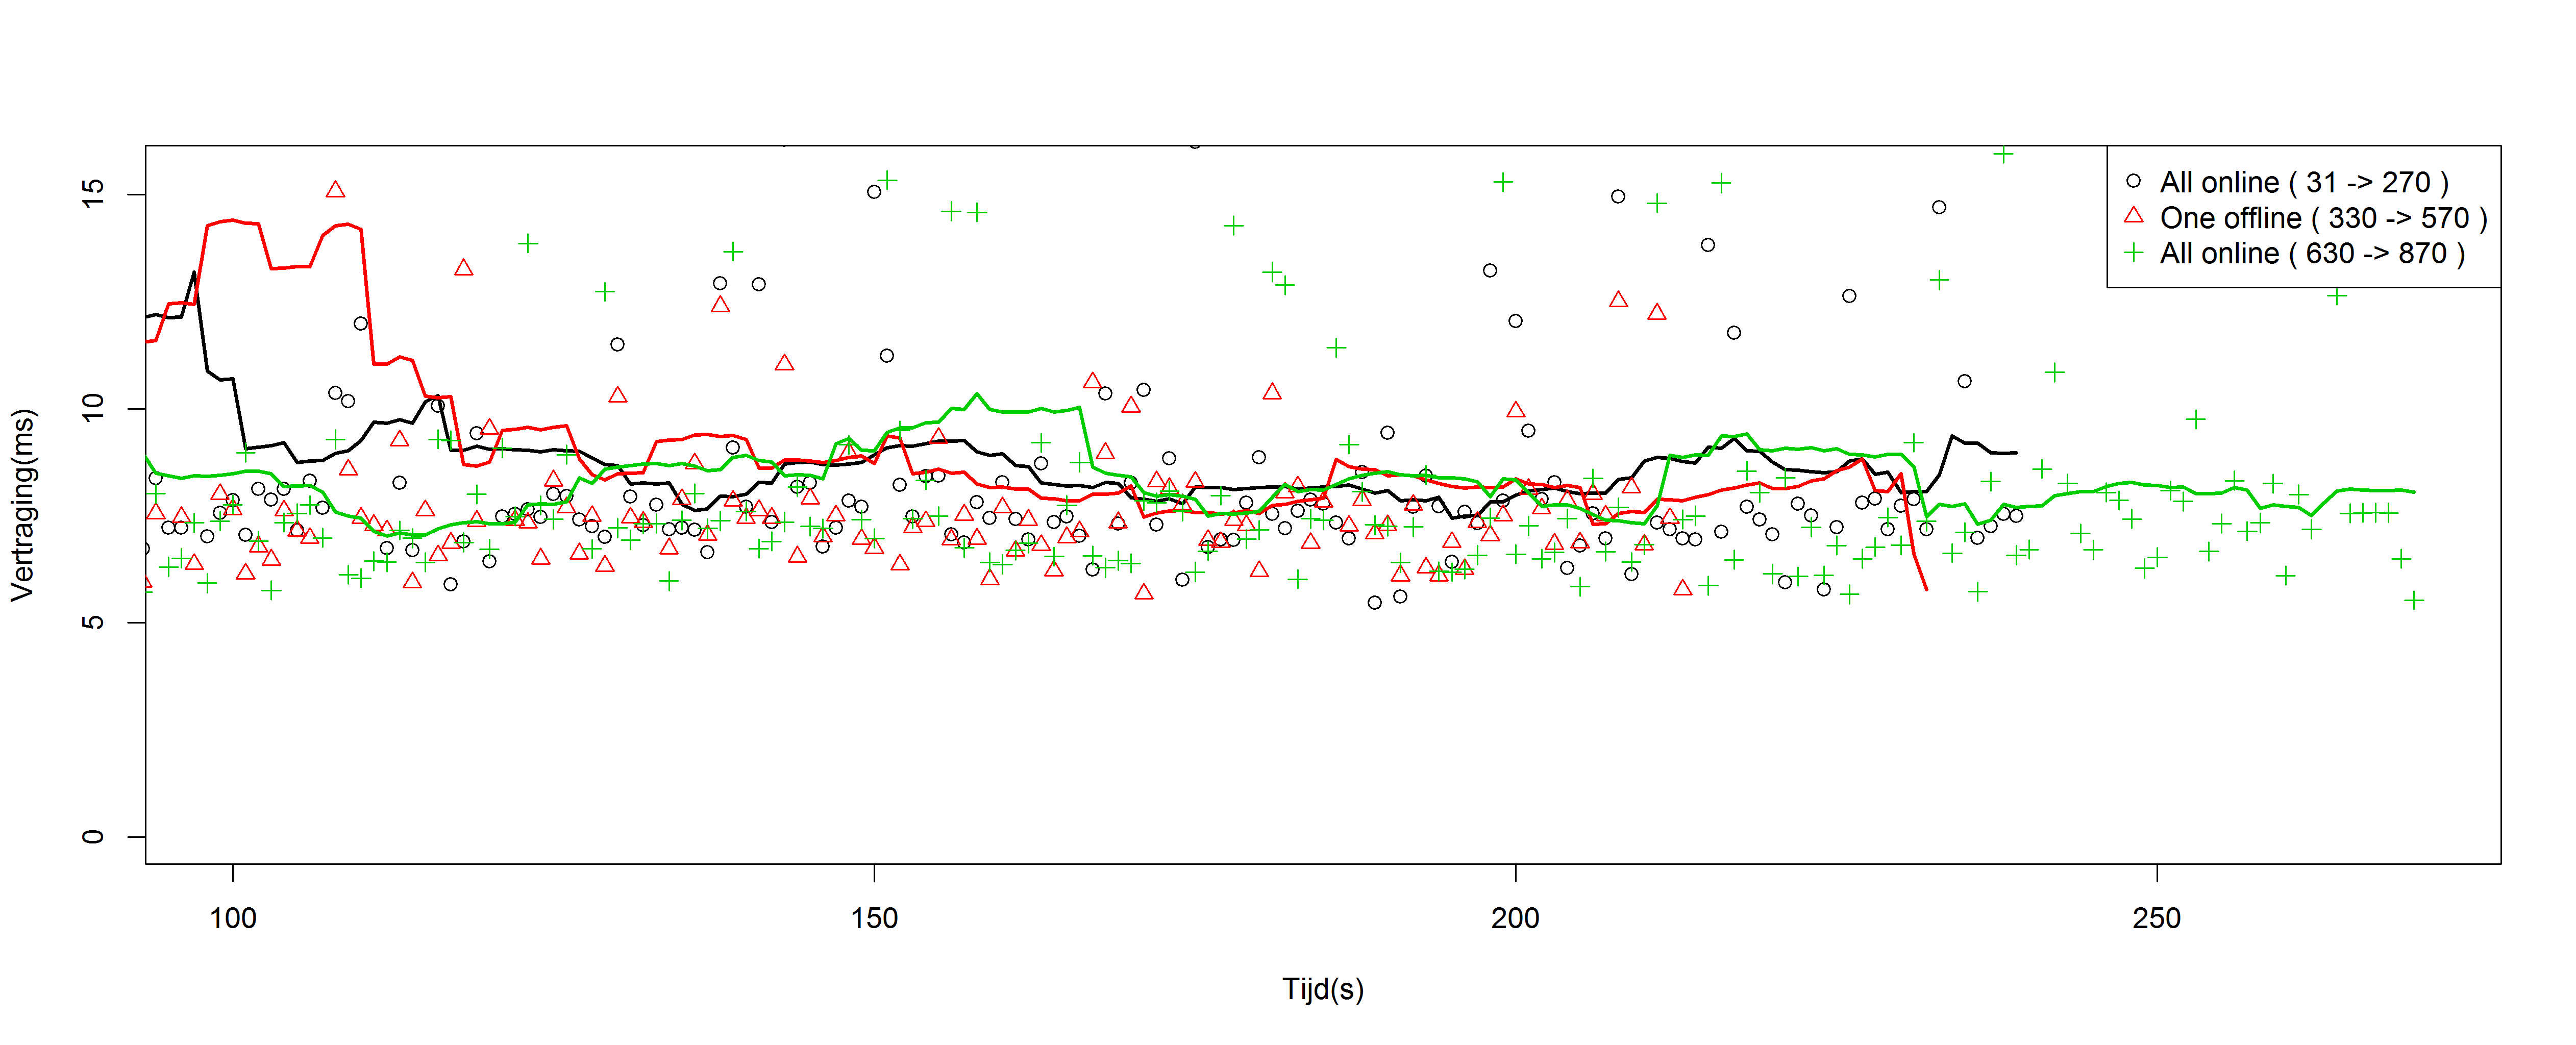 Vertraging(ms)
15
10
5
0
All online ( 31 -> 270 )
One offline ( 330 -> 570 )
All online ( 630 -> 870 )
100
150
200
250
Tijd(s)